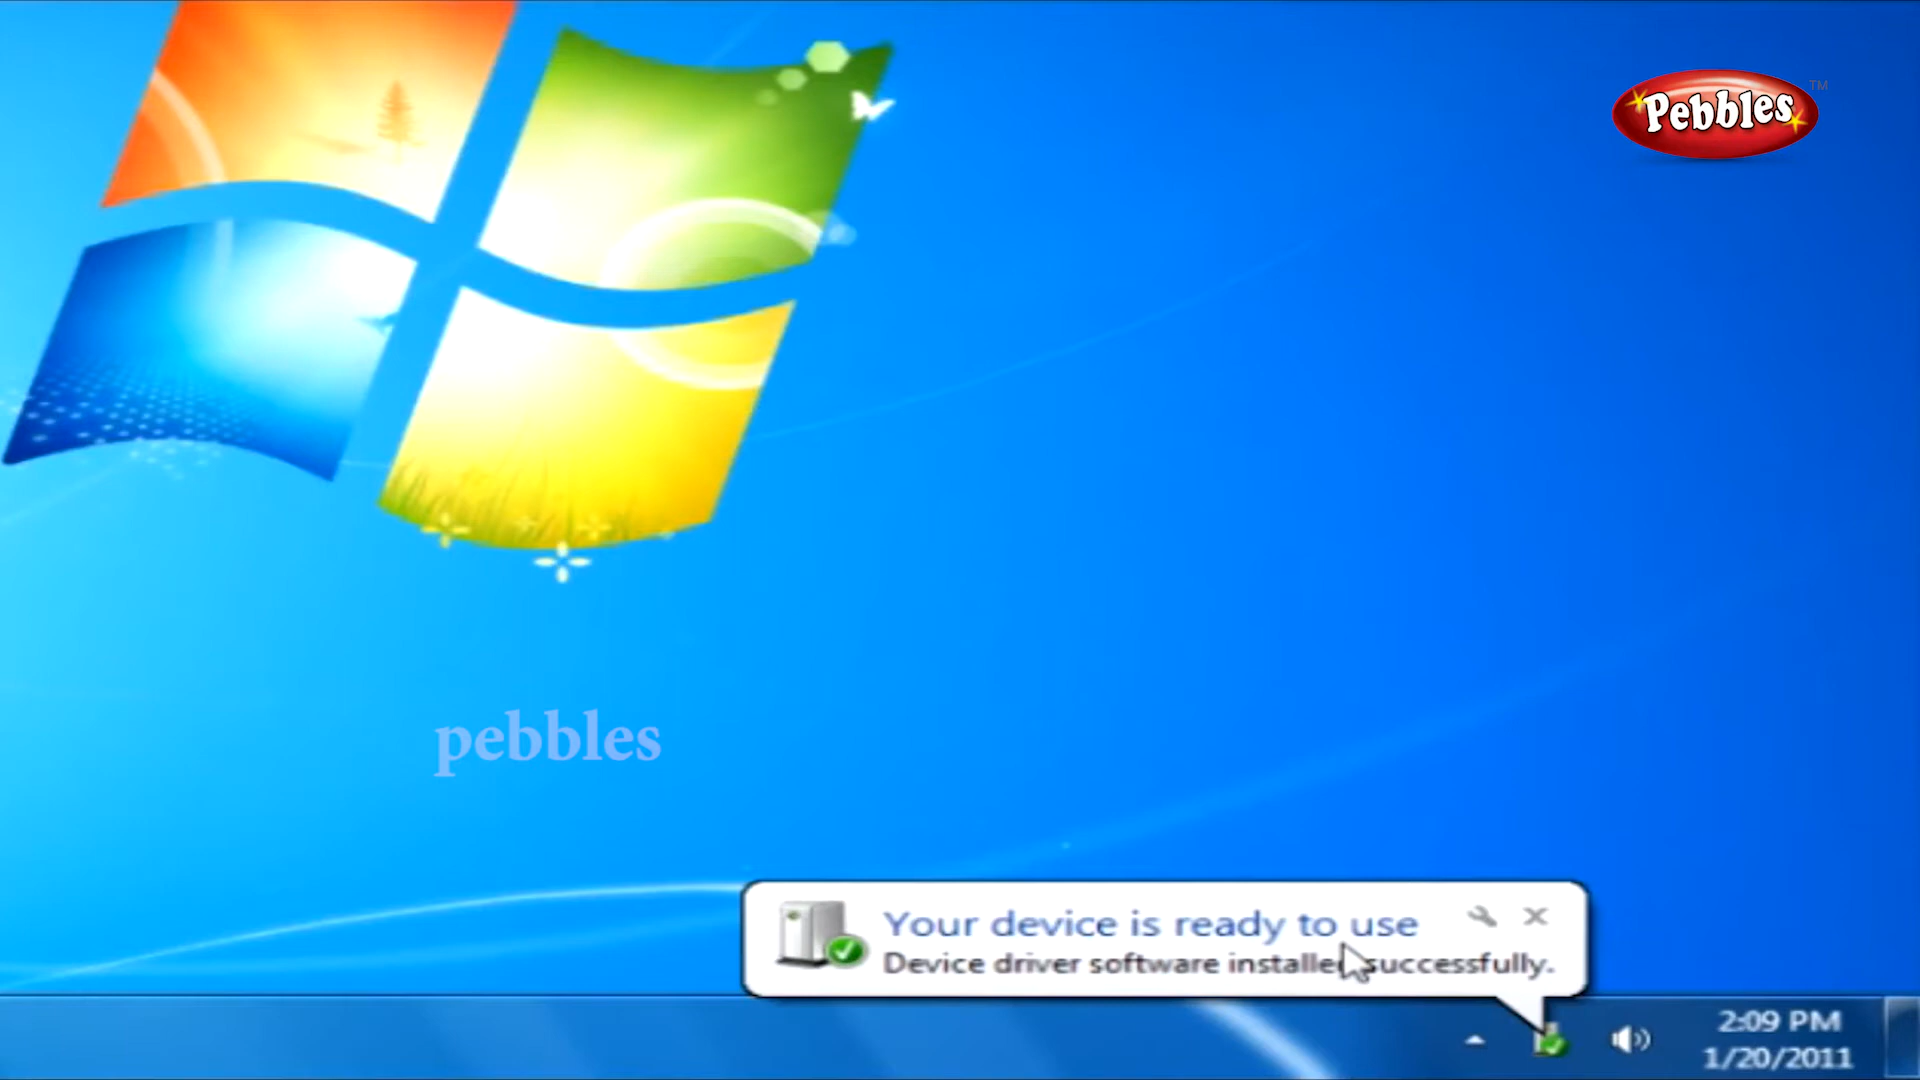 Pebbles TM
pebbles
Your device is ready to use
Device driver software installed successfully.
2:09 PM
1/20/2011